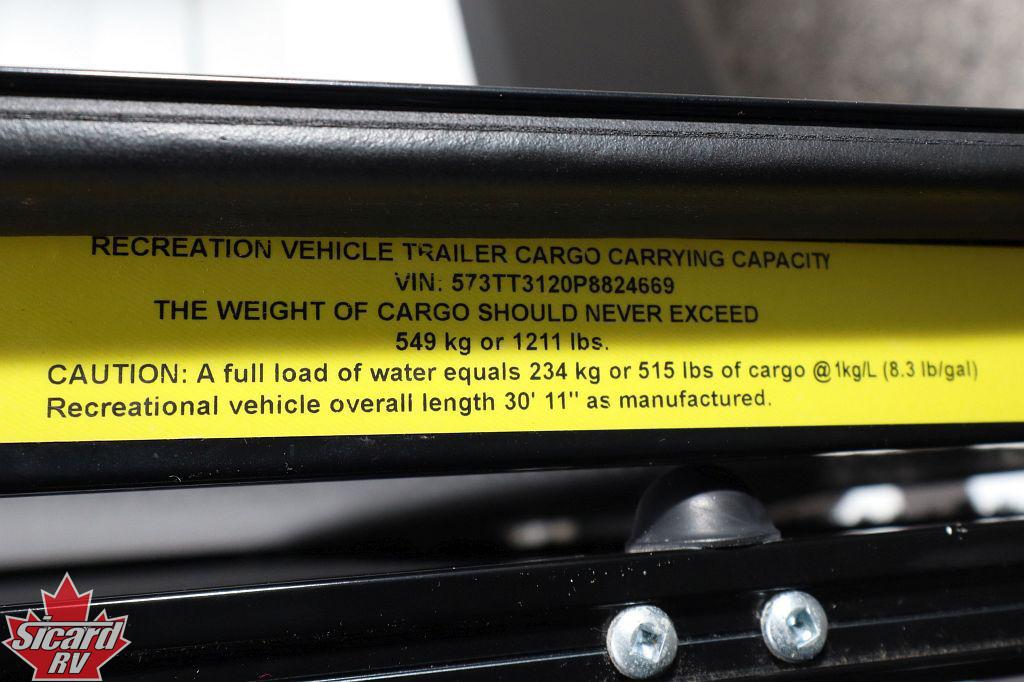 RECREATION VEHICLE TRAILER CARGO CARRYING CAPACITY
VIN: 573TT3120P8824669
THE WEIGHT OF CARGO SHOULD NEVER EXCEED
549 kg or 1211 lbs.
CAUTION: A full load of water equals 234 kg or 515 lbs of cargo @1kg/L (8.3 lb/gal)
Recreational vehicle overall length 30' 11" as manufactured.
Sicard
RV